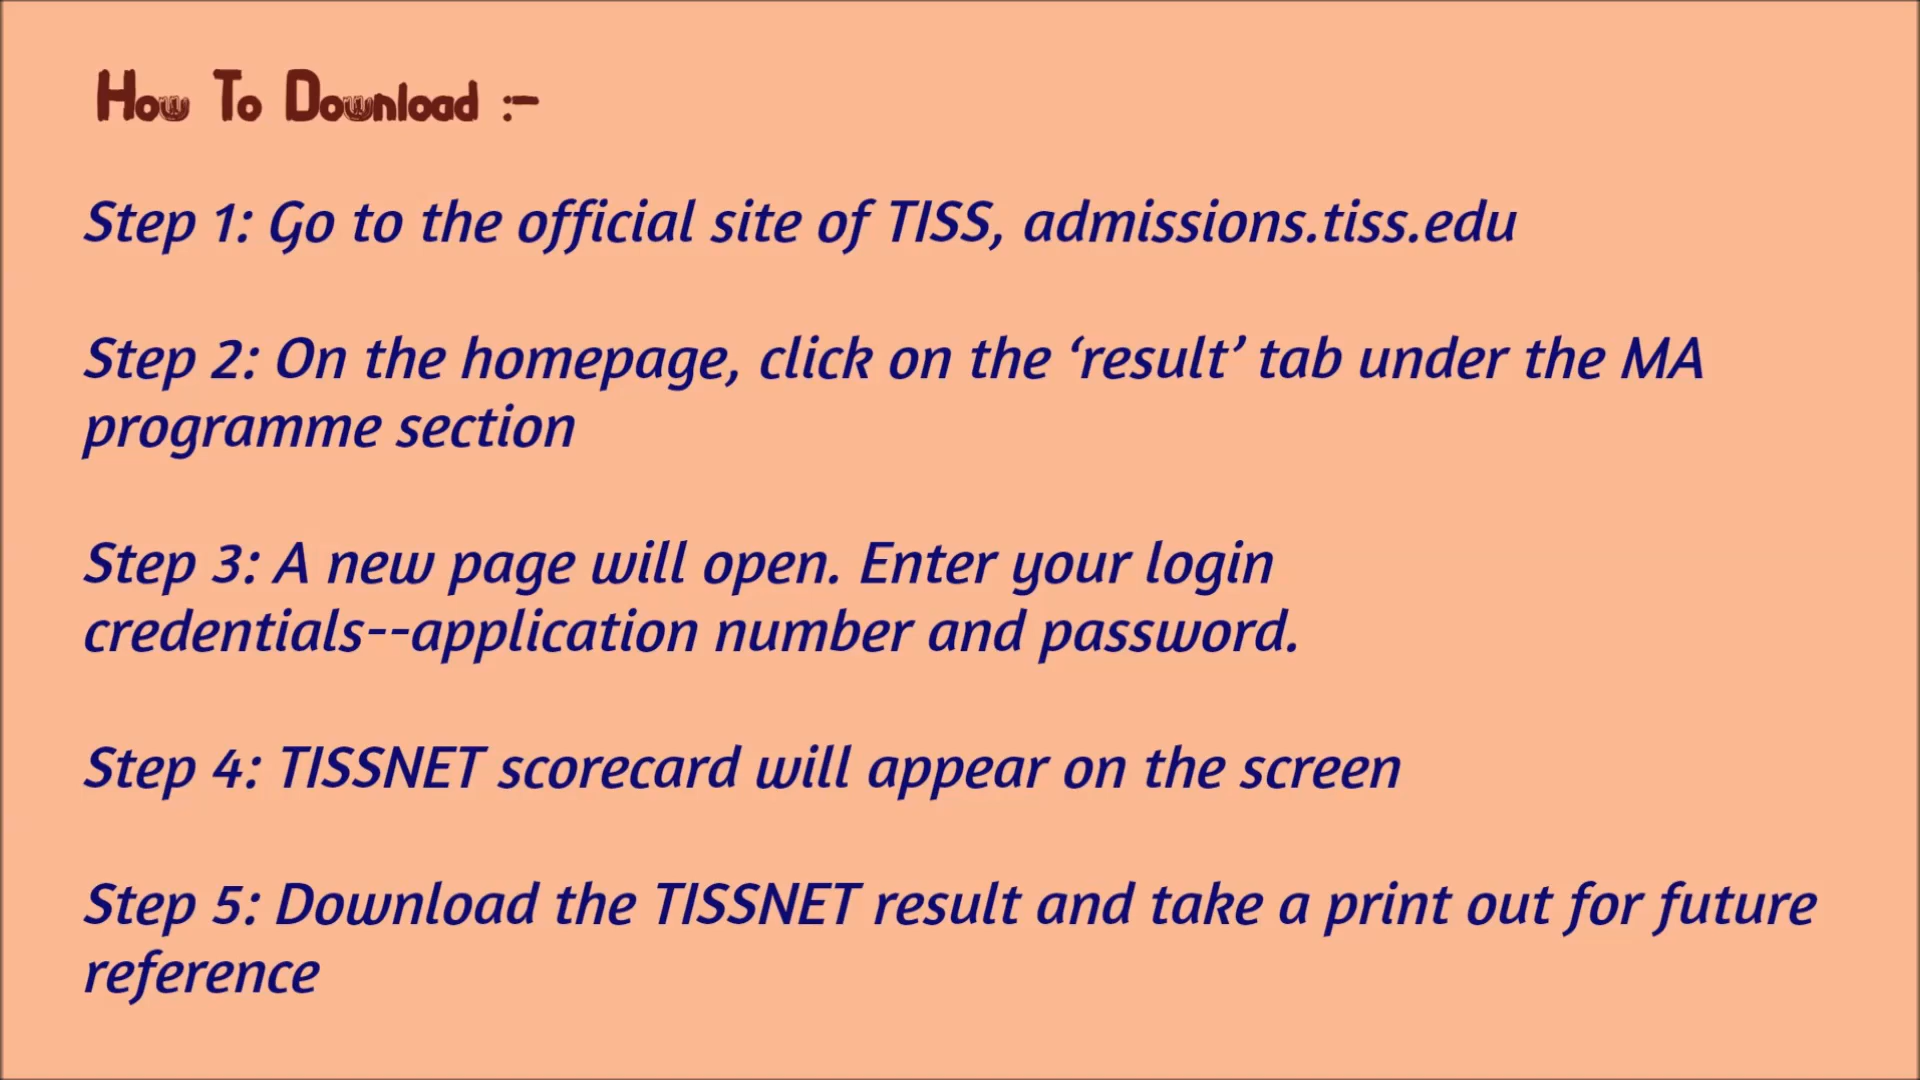 How To Download :-
Step 1: Go to the official site of TISS, admissions.tiss.edu
Step 2: On the homepage, click on the ‘result’ tab under the MA
programme section
Step 3: A new page will open. Enter your login
credentials--application number and password.
Step 4: TISSNET scorecard will appear on the screen
Step 5: Download the TISSNET result and take a print out for future
reference